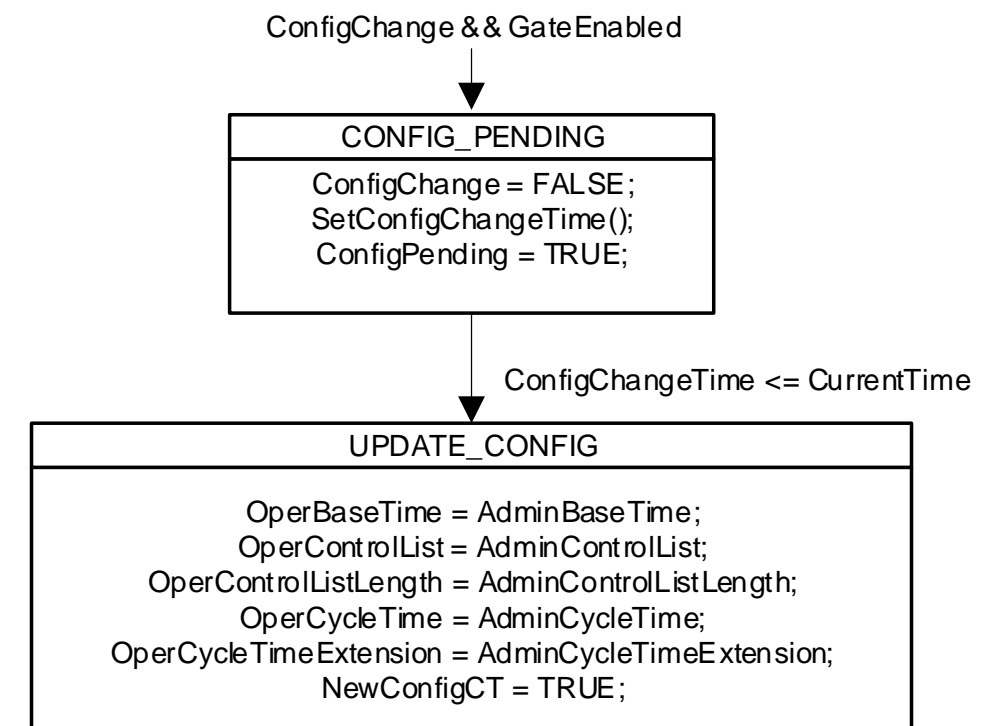 ConfigChange && GateEnabled
CONFIG_PENDING
ConfigChange = FALSE;
SetConfigChangeTime();
ConfigPending = TRUE;
ConfigChangeTime <= CurrentTime
UPDATE_CONFIG
OperBaseTime = AdminBaseTime;
OperControlList = AdminControlList;
OperControlListLength = AdminControlListLength;
OperCycleTime = AdminCycleTime;
OperCycleTimeExtension = AdminCycleTimeExtension;
NewConfigCT = TRUE;